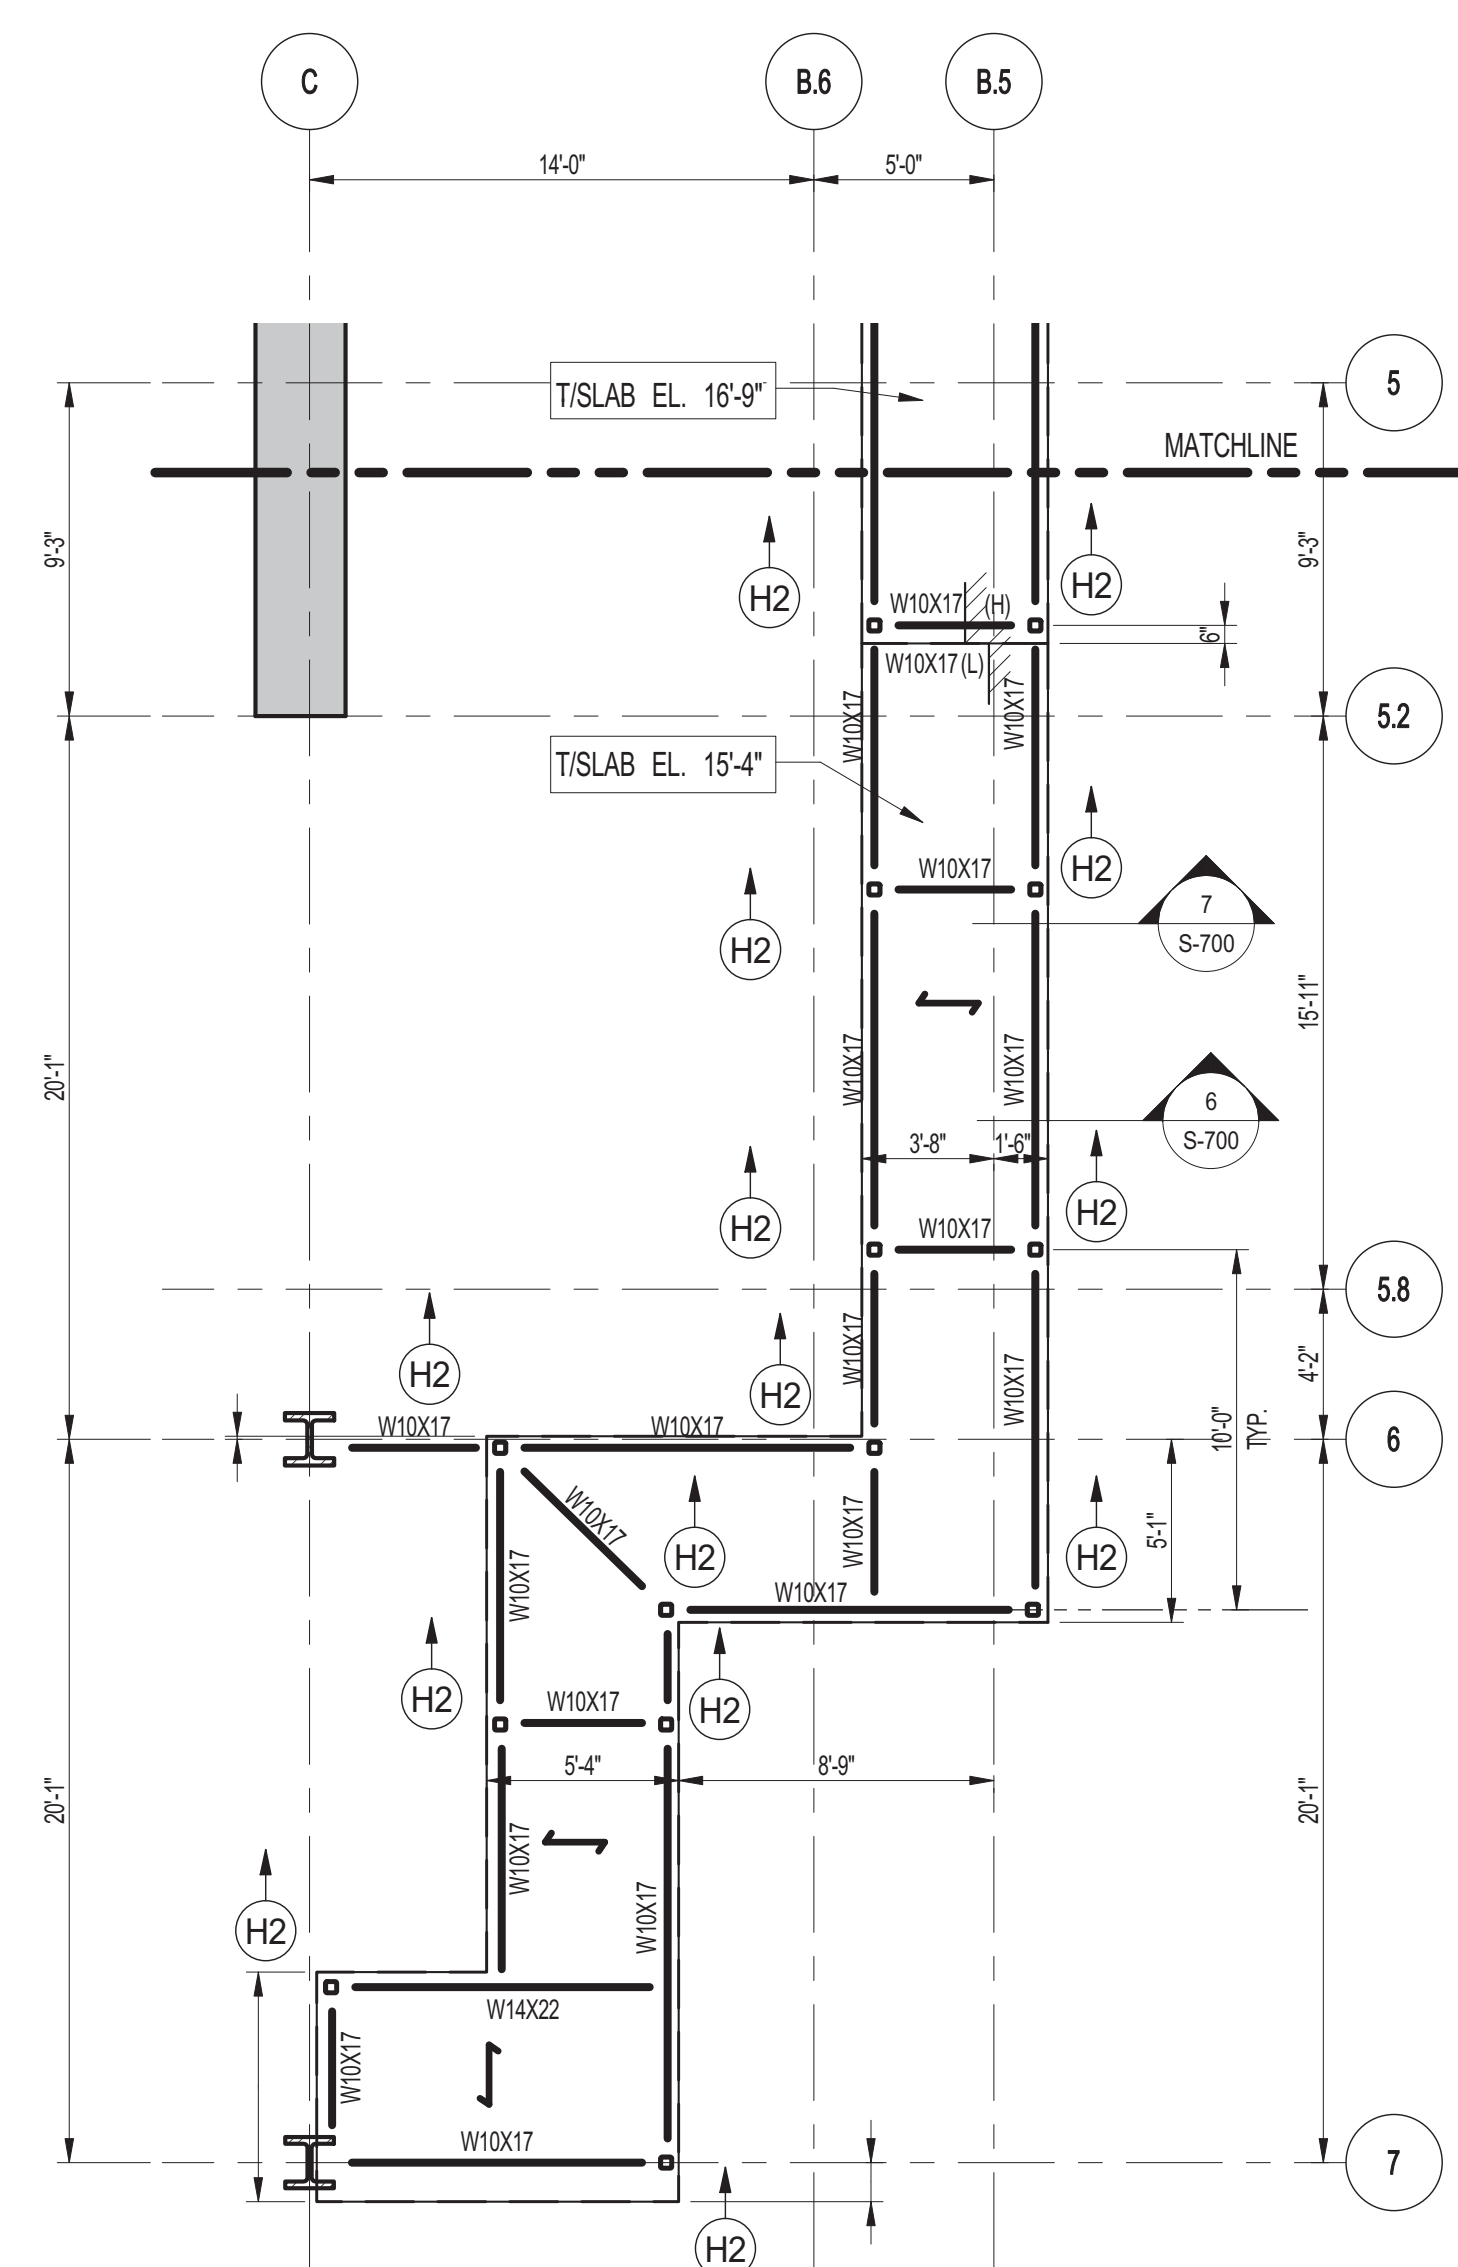 C
B.6
B.5
14'-0"
5'-0"
T/SLAB EL. 16'-9"
5
MATCHLINE
9'-3"
9'-3"
H2
H2
W10X17
(H)
6"
W10X17 (L)
W10X17
W10X17
5.2
T/SLAB EL. 15'-4"
H2
W10X17
7
S-700
H2
15'-11"
20'-1"
W10X17
W10X17
6
S-700
3'-8"
1'-6"
H2
H2
W10X17
5.8
W10X17
H2
H2
W10X17
4'-2"
10'-0"
TYP.
W10X17
W10X17
6
W10X17
W10X17
W10X17
5'-1"
H2
H2
W10X17
W10X17
H2
H2
W10X17
5'-4"
8'-9"
20'-1"
20'-1"
W10X17
W10X17
H2
W14X22
W10X17
W10X17
7
H2